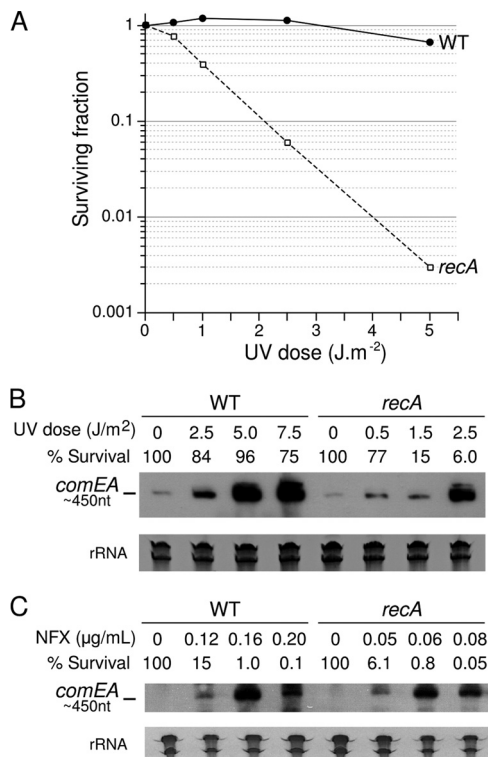 A
1
WT
0.1
Surviving fraction
0.01
recA
0.001
0 1 2 3 4 5
UV dose (J.m-2)
B
WT recA
UV dose (J/m2) 0 2.5 5.0 7.5 0 0.5 1.5 2.5
% Survival 100 84 96 75 100 77 15 6.0
comEA
~450nt
rRNA
C
WT recA
NFX (µg/mL) 0 0.12 0.16 0.20 0 0.05 0.06 0.08
% Survival 100 15 1.0 0.1 100 6.1 0.8 0.05
comEA
~450nt
rRNA